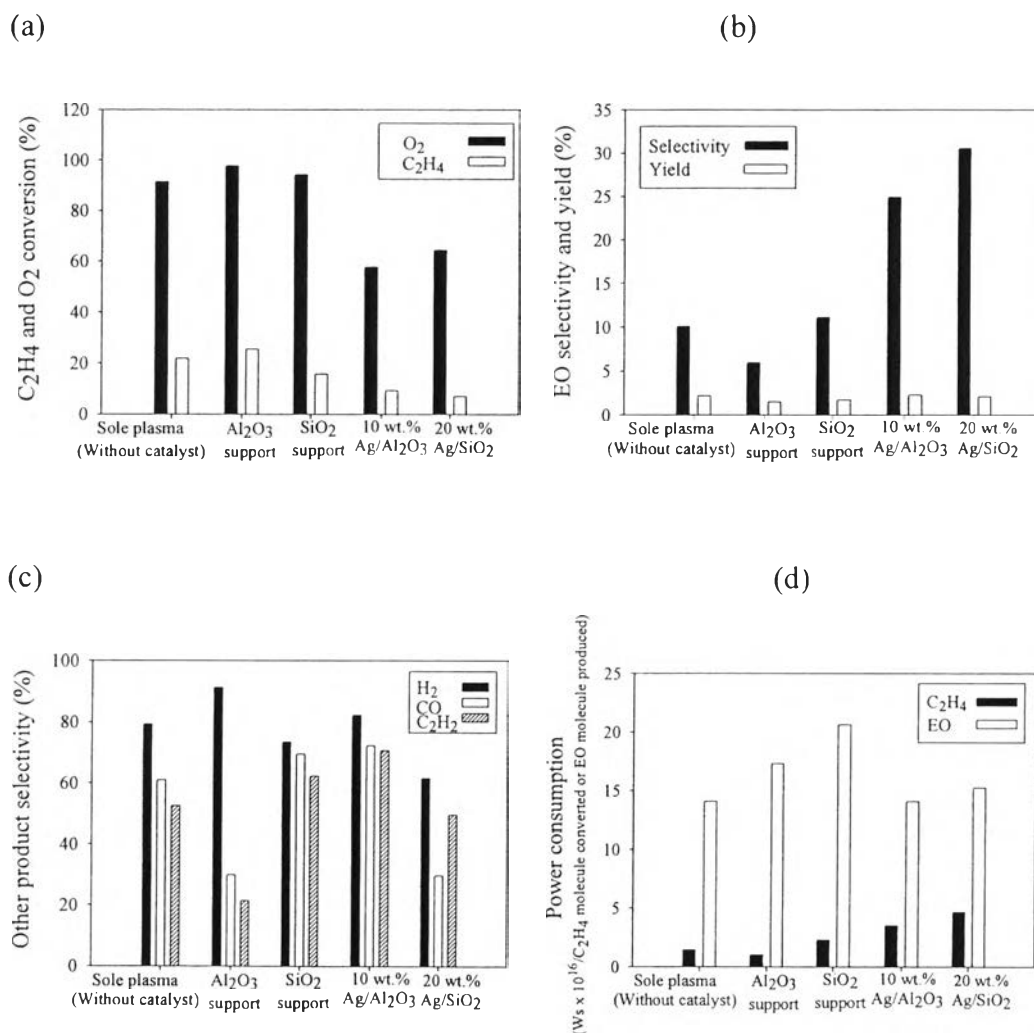 (a)
(b)
C₂H₄ and O₂ conversion (%)
120
100
80
60
40
20
0
O₂
C₂H₄
Sole plasma
(Without catalyst)
Al₂O₃
support
SiO₂
support
10 wt.%
Ag/Al₂O₃
20 wt.%
Ag/SiO₂
EO selectivity and yield (%)
35
30
25
20
15
10
5
0
Selectivity
Yield
Sole plasma
(Without catalyst)
Al₂O₃
support
SiO₂
support
10 wt.%
Ag/Al₂O₃
20 wt %
Ag/SiO₂
(c)
(d)
Other product selectivity (%)
100
80
60
40
20
0
H₂
CO
C₂H₂
Sole plasma
(Without catalyst)
Al₂O₃
support
SiO₂
support
10 wt.%
Ag/Al₂O₃
20 wt.%
Ag/SiO₂
Power consumption
(Ws x 10¹⁶/C₂H₄ molecule converted or EO molecule produced)
25
20
15
10
5
0
C₂H₄
EO
Sole plasma
(Without catalyst)
Al₂O₃
support
SiO₂
support
10 wt.%
Ag/Al₂O₃
20 wt.%
Ag/SiO₂